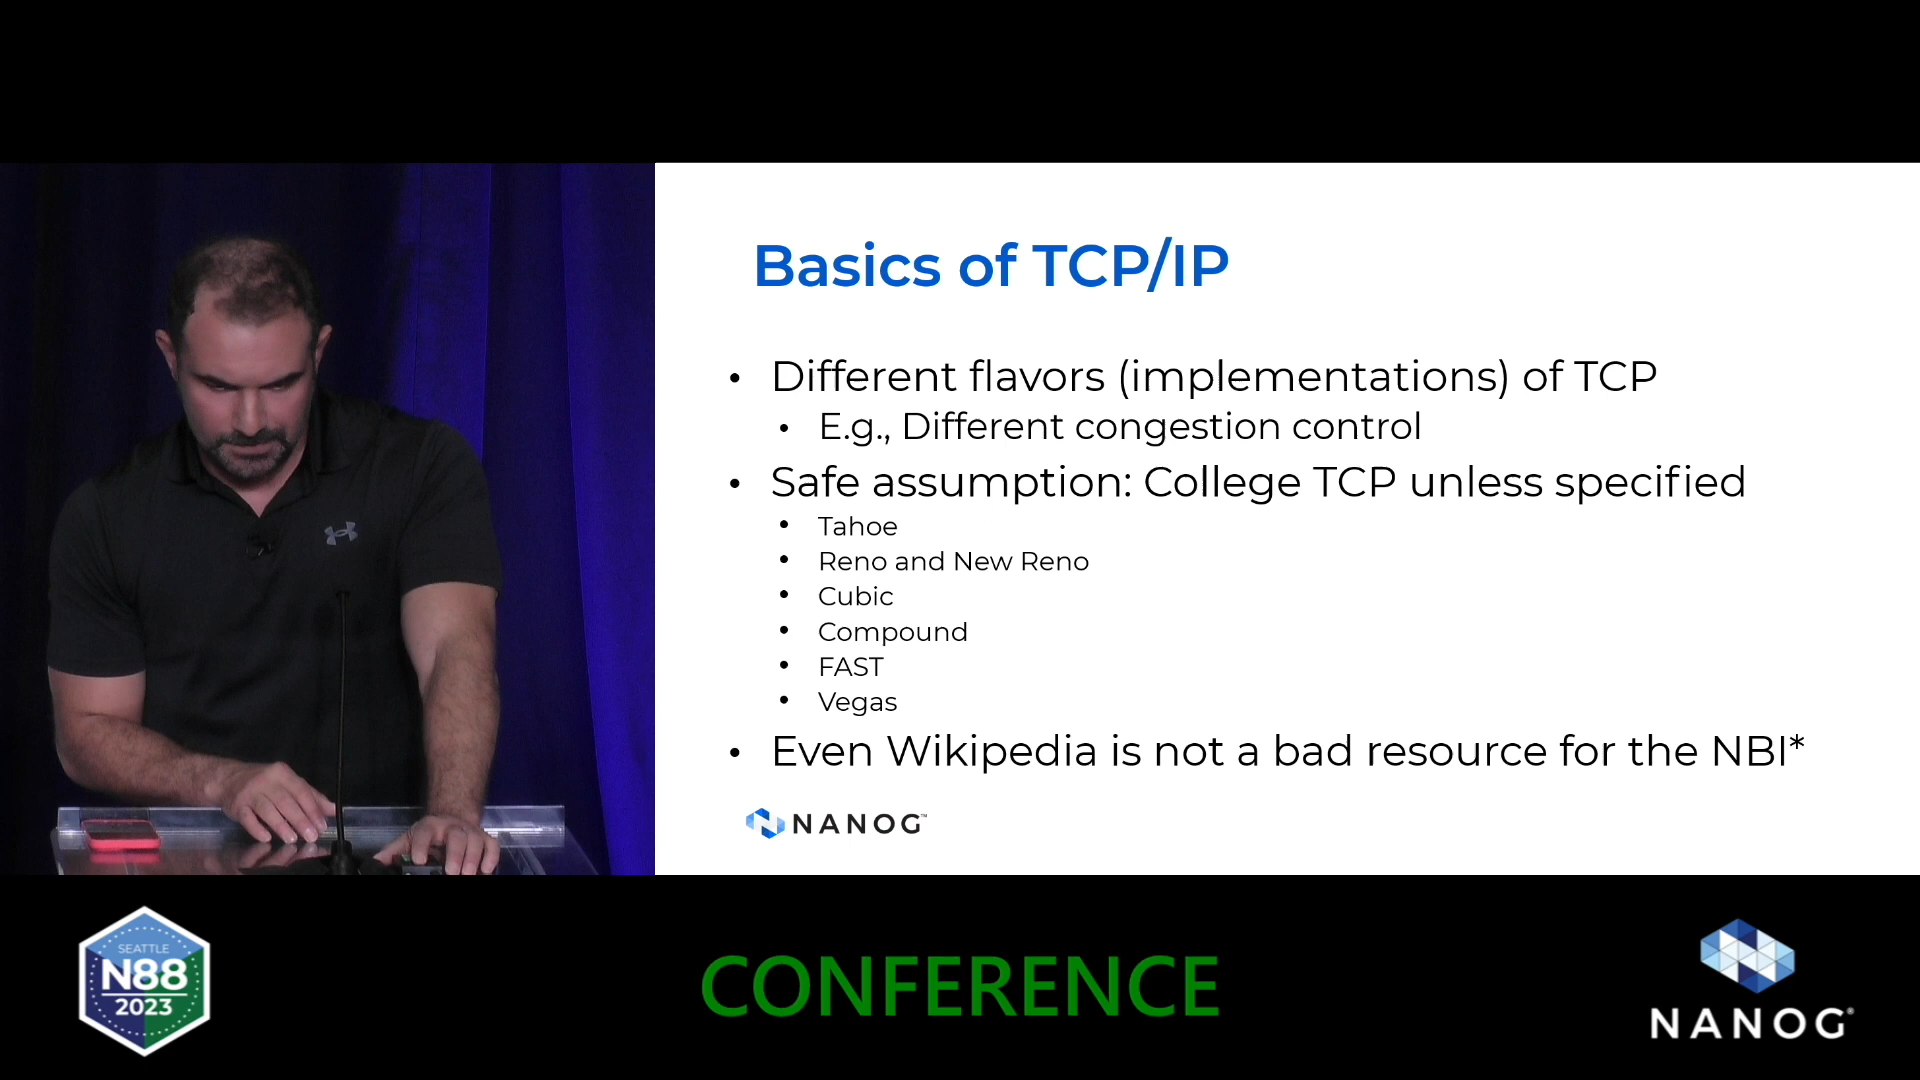 Basics of TCP/IP
• Different flavors (implementations) of TCP
• E.g., Different congestion control
• Safe assumption: College TCP unless specified
• Tahoe
• Reno and New Reno
• Cubic
• Compound
• FAST
• Vegas
• Even Wikipedia is not a bad resource for the NBI*
NANOG™
SEATTLE
N88
2023
CONFERENCE
NANOG®